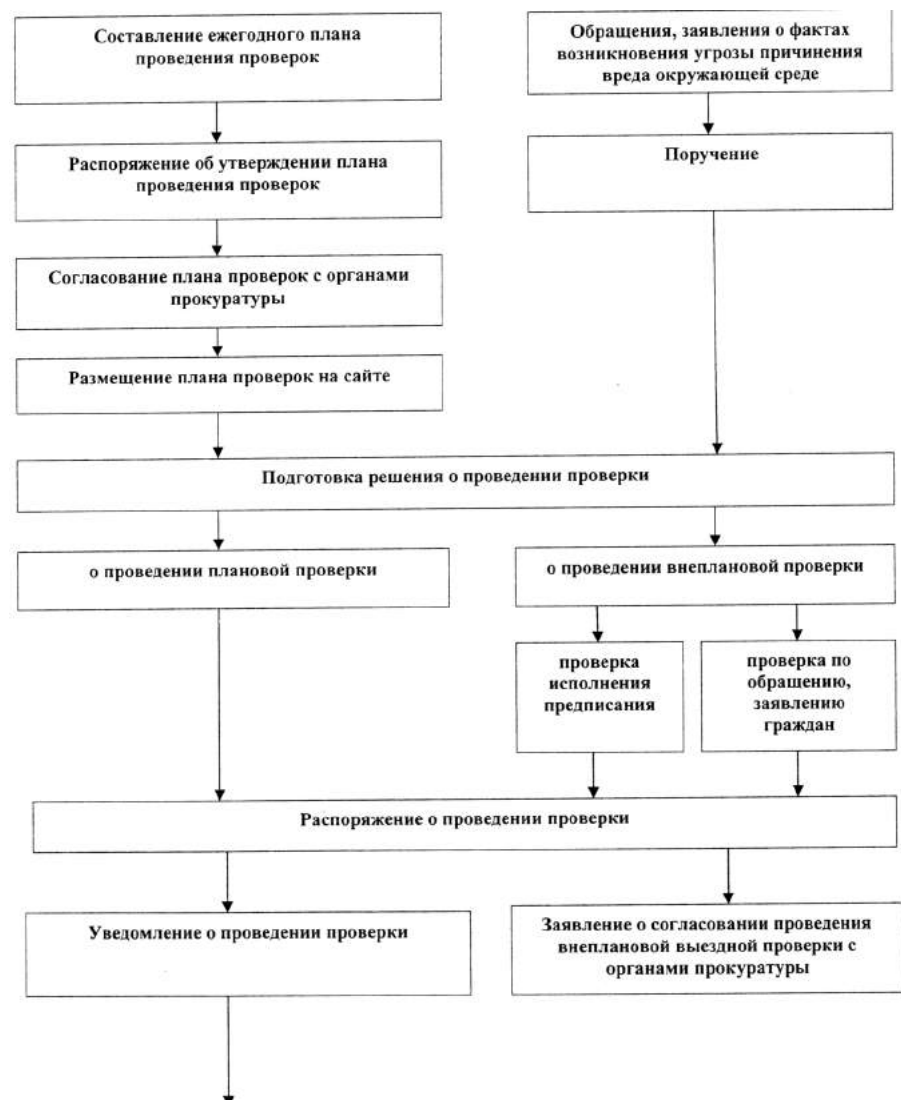 Составление ежегодного плана
проведения проверок
Обращения, заявления о фактах
возникновения угрозы причинения
вреда окружающей среде
Распоряжение об утверждении плана
проведения проверок
Поручение
Согласование плана проверок с органами
прокуратуры
Размещение плана проверок на сайте
Подготовка решения о проведении проверки
о проведении плановой проверки
о проведении внеплановой проверки
проверка
исполнения
предписания
проверка по
обращению,
заявлению
граждан
Распоряжение о проведении проверки
Уведомление о проведении проверки
Заявление о согласовании проведения
внеплановой выездной проверки с
органами прокуратуры